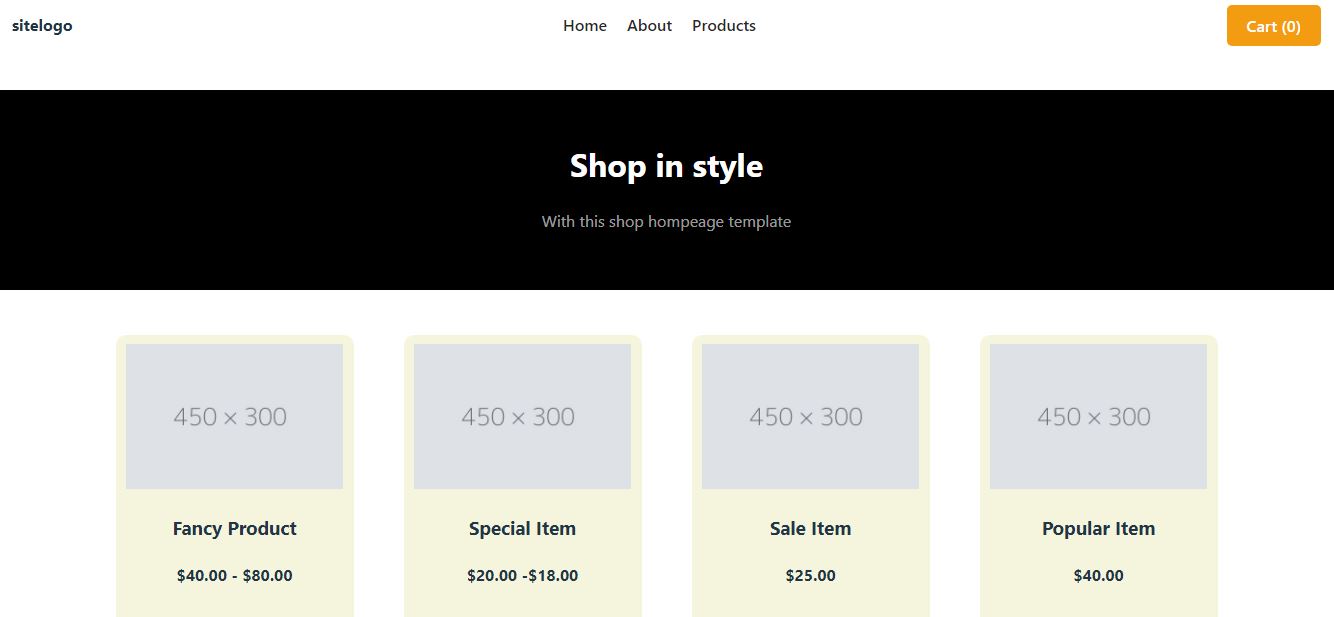 sitelogo Home About Products Cart (0)
Shop in style
With this shop hompeage template
450 × 300 450 × 300 450 × 300 450 × 300
Fancy Product Special Item Sale Item Popular Item
$40.00 - $80.00 $20.00 -$18.00 $25.00 $40.00